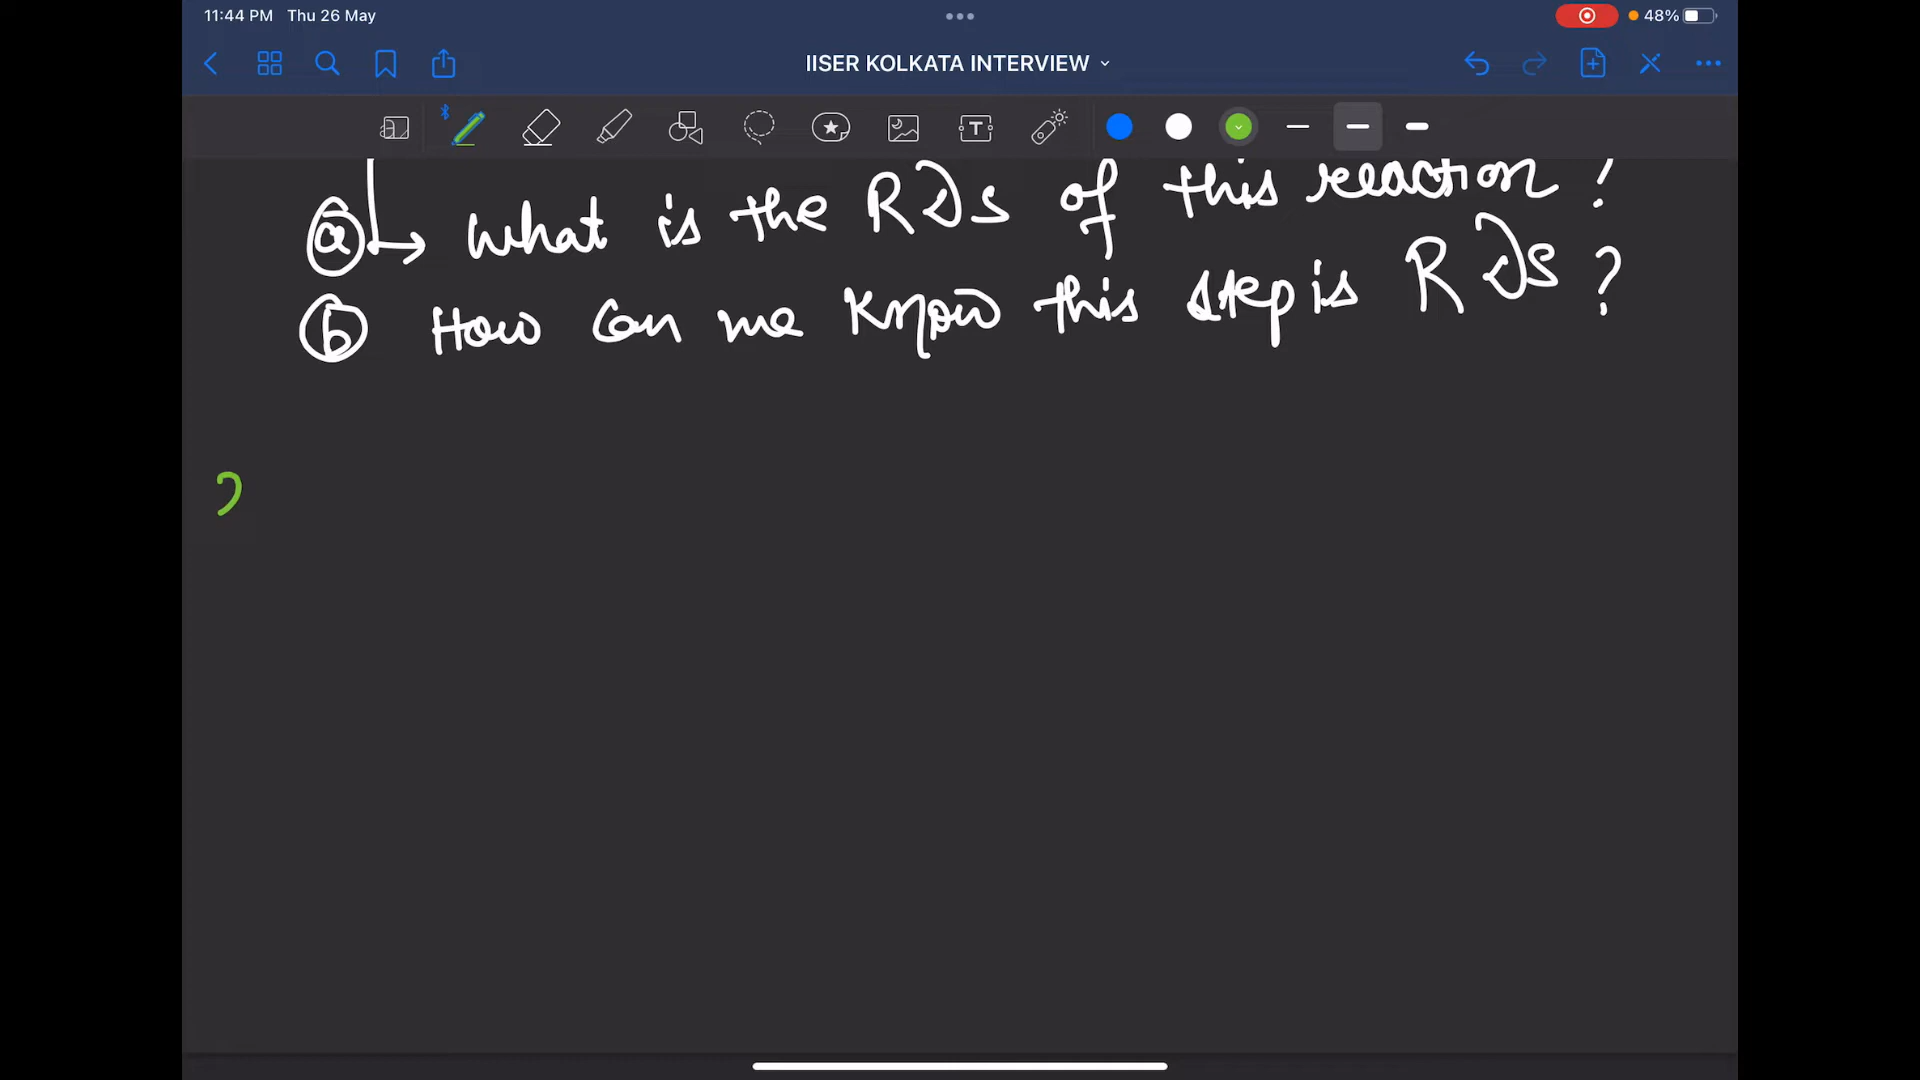 11:44 PM Thu 26 May
48%
IISER KOLKATA INTERVIEW
T
(a) → What is the RDS of this reaction?
(b) How can we know this step is RDS?
2